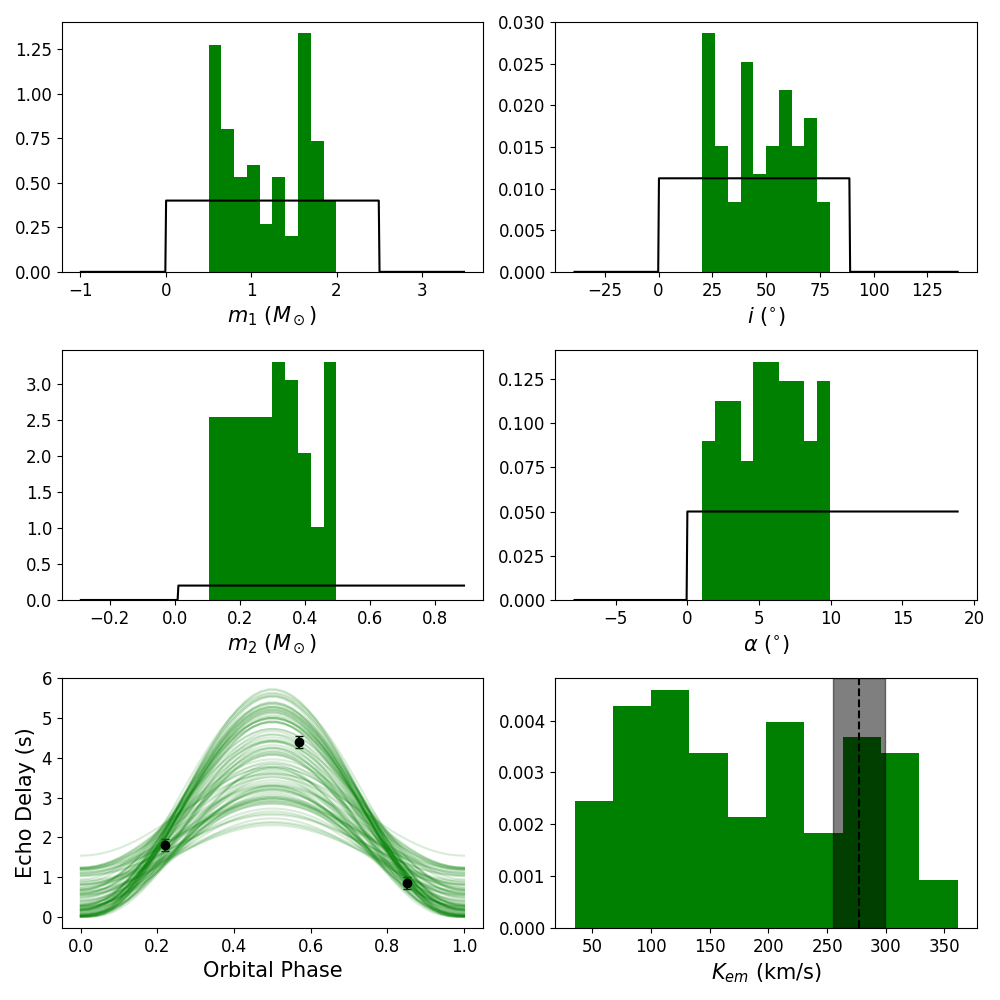 1.25
1.00
0.75
0.50
0.25
0.00
−1 0 1 2 3
m₁ (M⊙)
0.030
0.025
0.020
0.015
0.010
0.005
0.000
−25 0 25 50 75 100 125
i (°)
3.0
2.5
2.0
1.5
1.0
0.5
0.0
−0.2 0.0 0.2 0.4 0.6 0.8
m₂ (M⊙)
0.125
0.100
0.075
0.050
0.025
0.000
−5 0 5 10 15 20
α (°)
6
5
4
3
2
1
0
Echo Delay (s)
0.0 0.2 0.4 0.6 0.8 1.0
Orbital Phase
0.004
0.003
0.002
0.001
0.000
50 100 150 200 250 300 350
Kₑₘ (km/s)